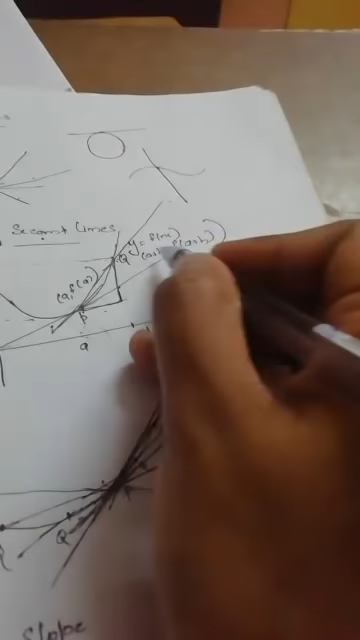 Secant Lines
y = f(x)
Q (a+h, f(a+h))
(a, f(a))
P
a
Q
Slope